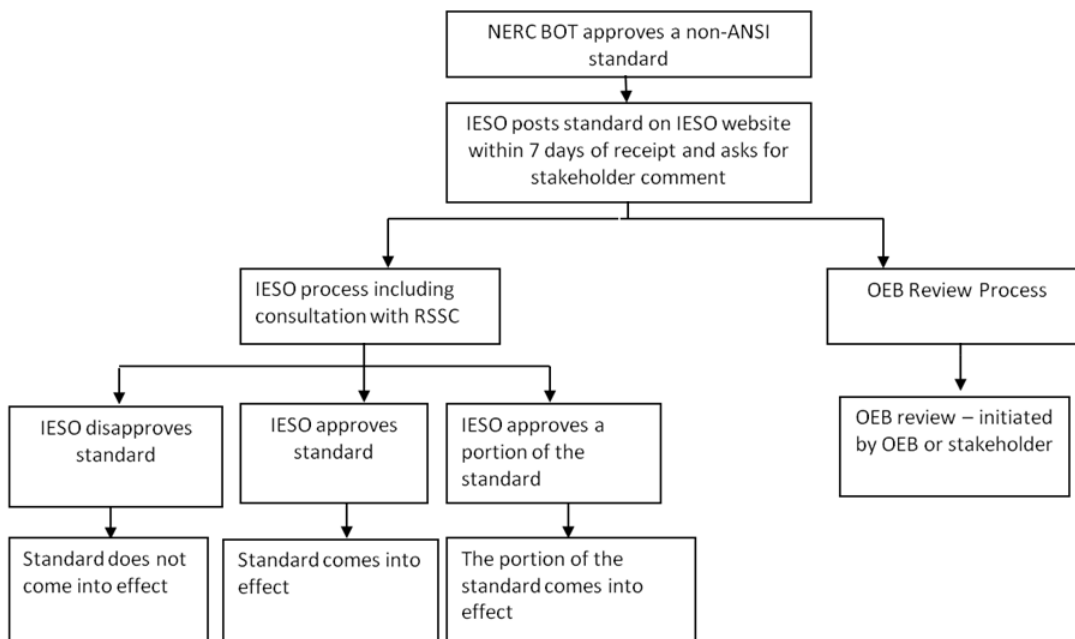 NERC BOT approves a non-ANSI
standard
IESO posts standard on IESO website
within 7 days of receipt and asks for
stakeholder comment
IESO process including
consultation with RSSC
OEB Review Process
IESO disapproves
standard
IESO approves
standard
IESO approves a
portion of the
standard
OEB review – initiated
by OEB or stakeholder
Standard does not
come into effect
Standard comes into
effect
The portion of the
standard comes into
effect